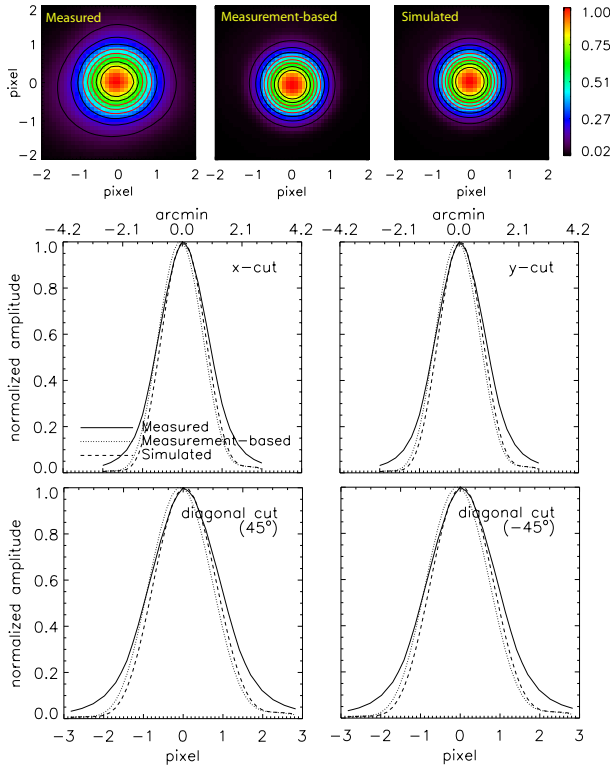 Measured Measurement-based Simulated
2
1
0
−1
−2
pixel
−2 −1 0 1 2
−2 −1 0 1 2
−2 −1 0 1 2
pixel pixel pixel
1.00
0.75
0.51
0.27
0.02
arcmin arcmin
−4.2 −2.1 0.0 2.1 4.2
−4.2 −2.1 0.0 2.1 4.2
1.0
0.8
0.6
0.4
0.2
0.0
normalized amplitude
x−cut
y−cut
Measured
Measurement−based
Simulated
1.0
0.8
0.6
0.4
0.2
0.0
normalized amplitude
diagonal cut
(45°)
diagonal cut
(−45°)
−3 −2 −1 0 1 2 3
−3 −2 −1 0 1 2 3
pixel pixel